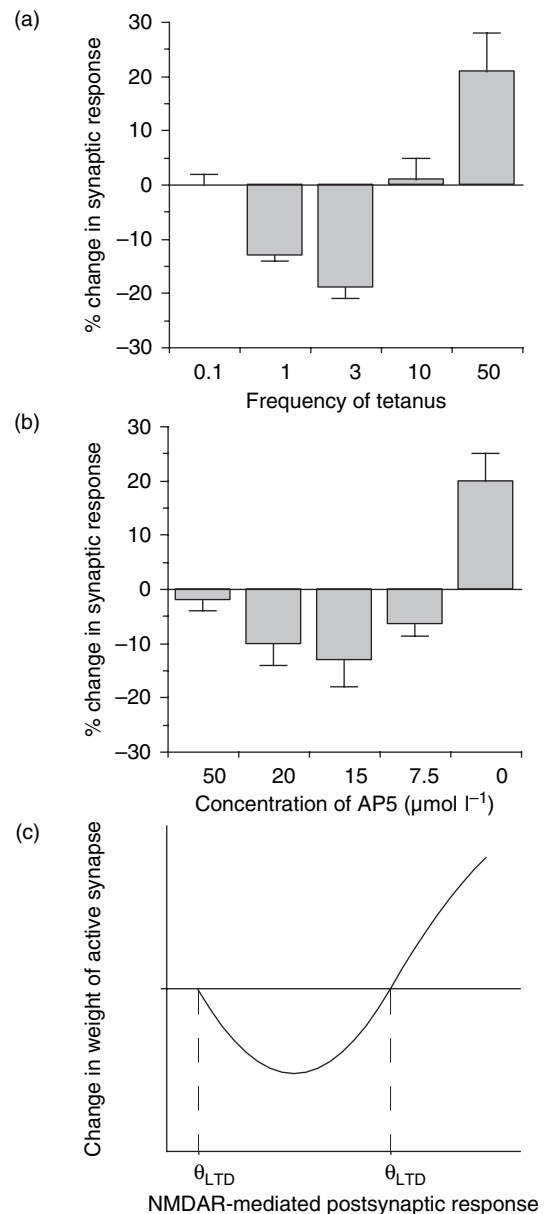 (a)
% change in synaptic response
30
20
10
0
−10
−20
−30
0.1 1 3 10 50
Frequency of tetanus
(b)
% change in synaptic response
30
20
10
0
−10
−20
−30
50 20 15 7.5 0
Concentration of AP5 (μmol l⁻¹)
(c)
Change in weight of active synapse
θLTD θLTD
NMDAR-mediated postsynaptic response